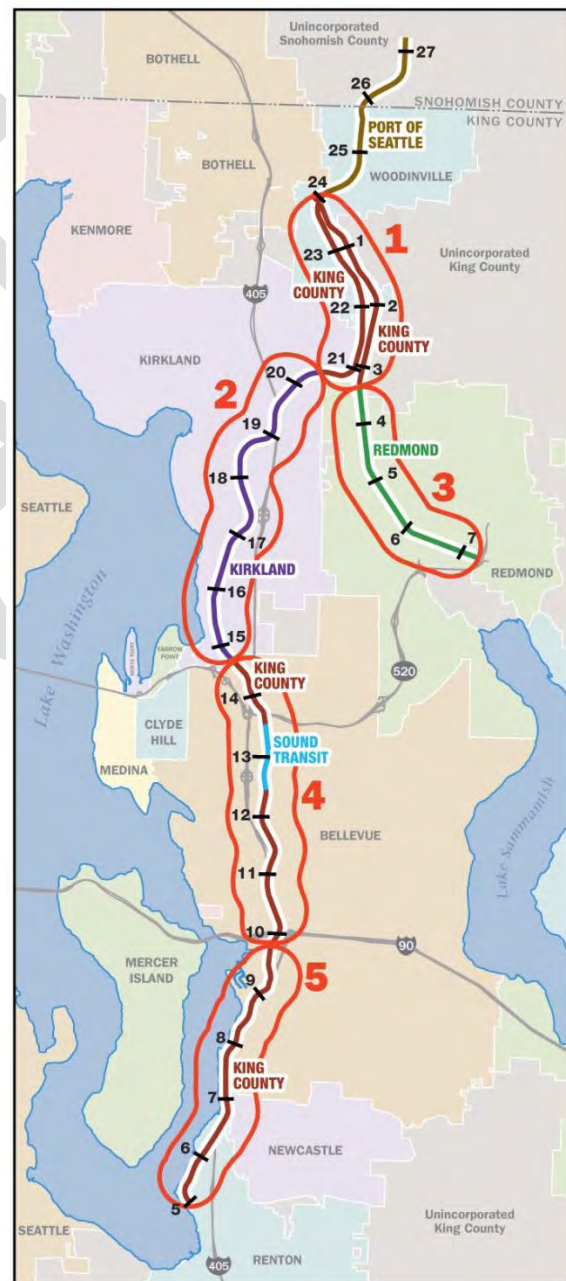 Unincorporated
Snohomish County
BOTHELL
27
26
SNOHOMISH COUNTY
KING COUNTY
PORT OF
SEATTLE
25
BOTHELL
WOODINVILLE
24
KENMORE
1
1
23
Unincorporated
King County
KING
COUNTY
405
22
2
KING
COUNTY
KIRKLAND
21
3
20
2
19
4
REDMOND
18
5
3
SEATTLE
17
6
7
KIRKLAND
REDMOND
16
Lake Washington
15
HUNTS POINT
YARROW
POINT
KING
COUNTY
520
14
CLYDE
HILL
SOUND
TRANSIT
13
MEDINA
4
12
BELLEVUE
Lake Sammamish
11
10
90
MERCER
ISLAND
5
9
8
KING
COUNTY
7
NEWCASTLE
6
5
Unincorporated
King County
SEATTLE
405
RENTON